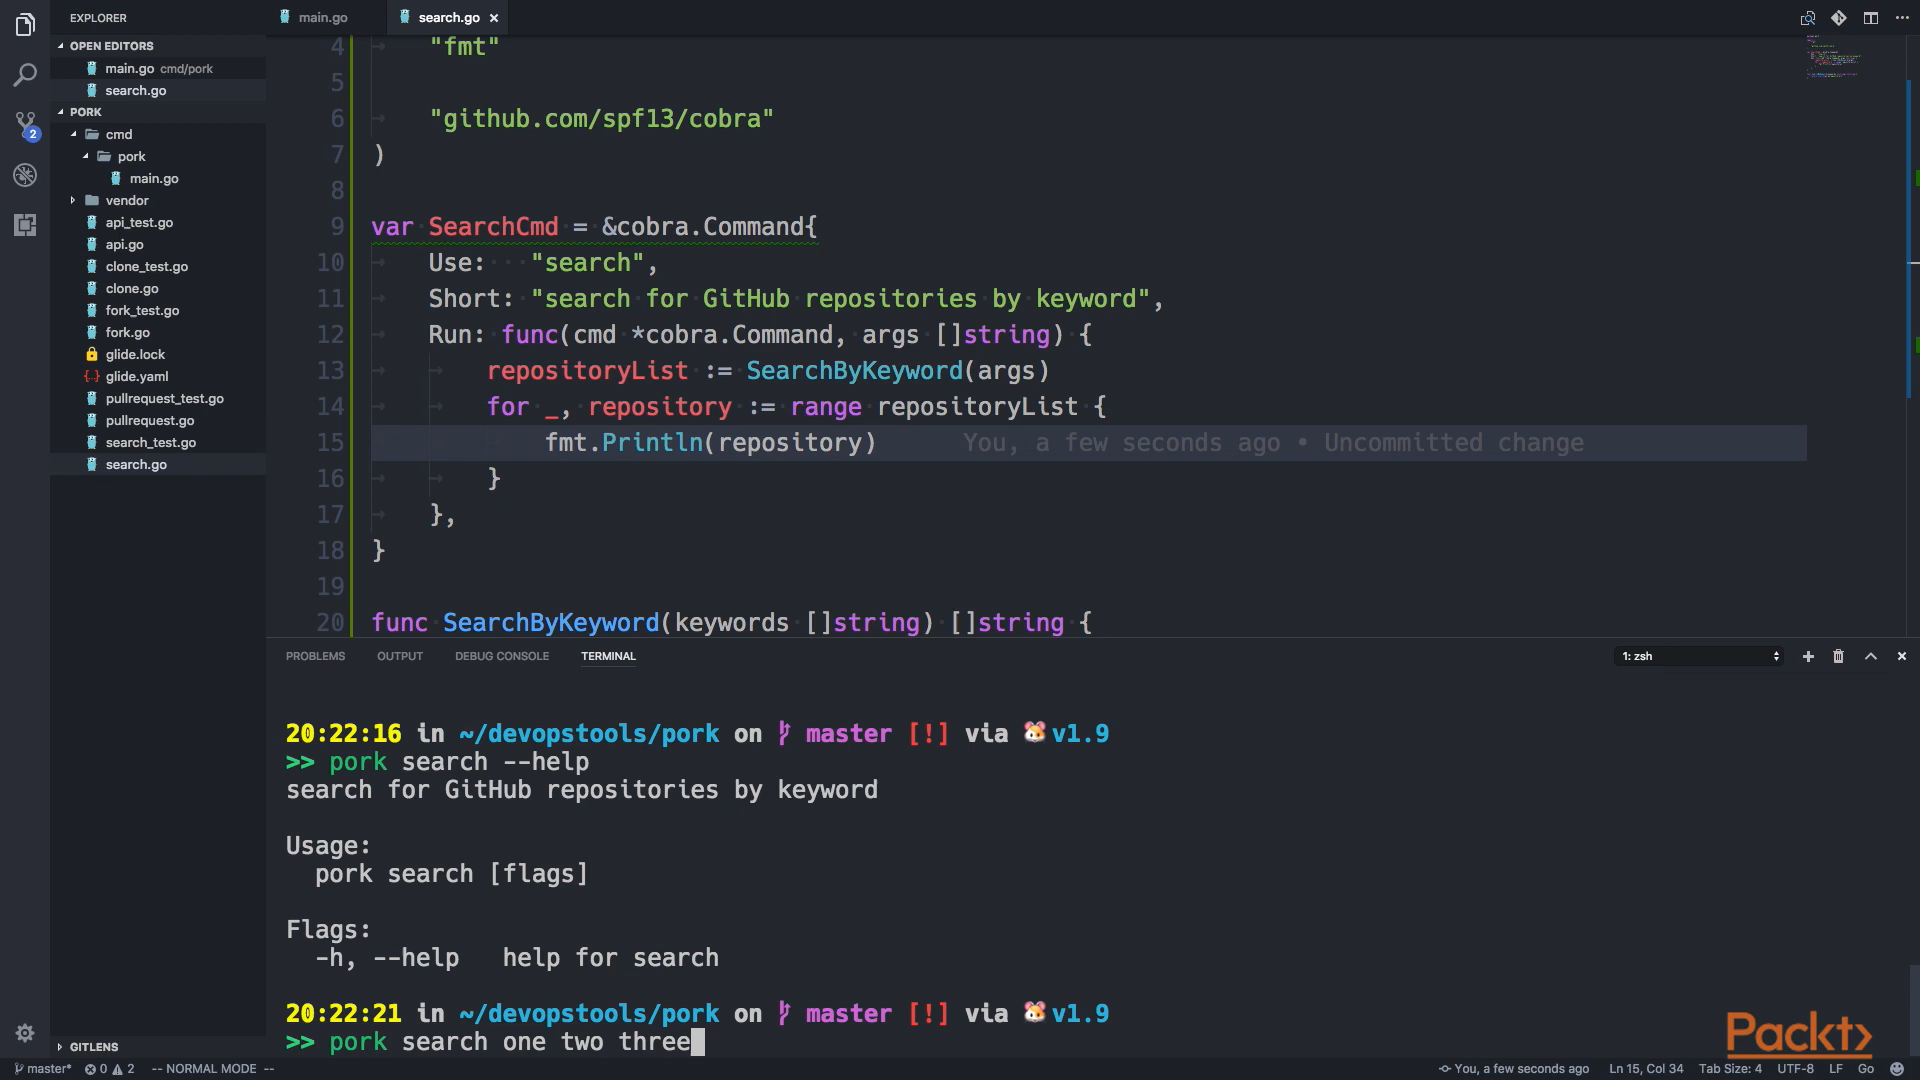 EXPLORER
OPEN EDITORS
main.go cmd/pork
search.go
PORK
cmd
pork
main.go
vendor
api_test.go
api.go
clone_test.go
clone.go
fork_test.go
fork.go
glide.lock
glide.yaml
pullrequest_test.go
pullrequest.go
search_test.go
search.go
GITLENS
2
main.go search.go
4 "fmt"
5
6 "github.com/spf13/cobra"
7 )
8
9 var SearchCmd = &cobra.Command{
10 Use: "search",
11 Short: "search for GitHub repositories by keyword",
12 Run: func(cmd *cobra.Command, args []string) {
13 repositoryList := SearchByKeyword(args)
14 for _, repository := range repositoryList {
15 fmt.Println(repository) You, a few seconds ago • Uncommitted change
16 }
17 },
18 }
19
20 func SearchByKeyword(keywords []string) []string {
PROBLEMS OUTPUT DEBUG CONSOLE TERMINAL 1: zsh
20:22:16 in ~/devopstools/pork on master [!] via v1.9
>> pork search --help
search for GitHub repositories by keyword
Usage:
pork search [flags]
Flags:
-h, --help help for search
20:22:21 in ~/devopstools/pork on master [!] via v1.9
>> pork search one two three
Packt>
master* 0 2 -- NORMAL MODE -- You, a few seconds ago Ln 15, Col 34 Tab Size: 4 UTF-8 LF Go